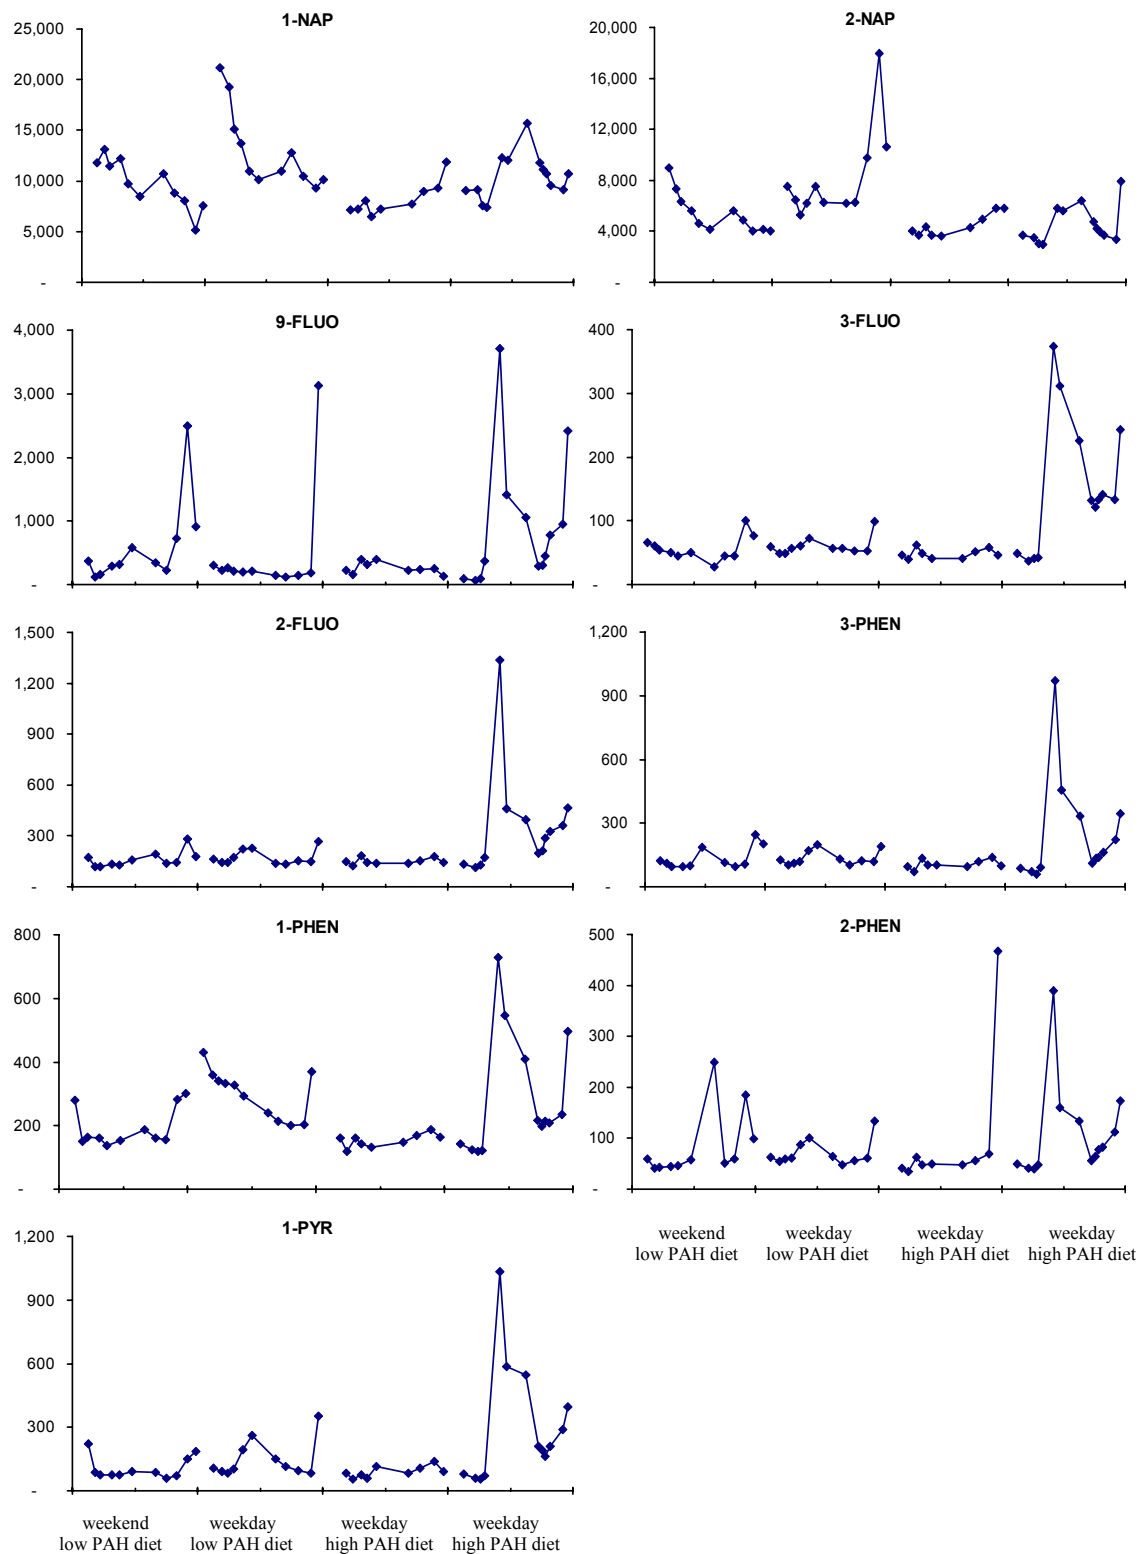 1-NAP
25,000
20,000
15,000
10,000
5,000
-
2-NAP
20,000
16,000
12,000
8,000
4,000
-
9-FLUO
4,000
3,000
2,000
1,000
-
3-FLUO
400
300
200
100
-
2-FLUO
1,500
1,200
900
600
300
-
3-PHEN
1,200
900
600
300
-
1-PHEN
800
600
400
200
-
2-PHEN
500
400
300
200
100
-
weekend
low PAH diet
weekday
low PAH diet
weekday
high PAH diet
weekday
high PAH diet
1-PYR
1,200
900
600
300
-
weekend
low PAH diet
weekday
low PAH diet
weekday
high PAH diet
weekday
high PAH diet